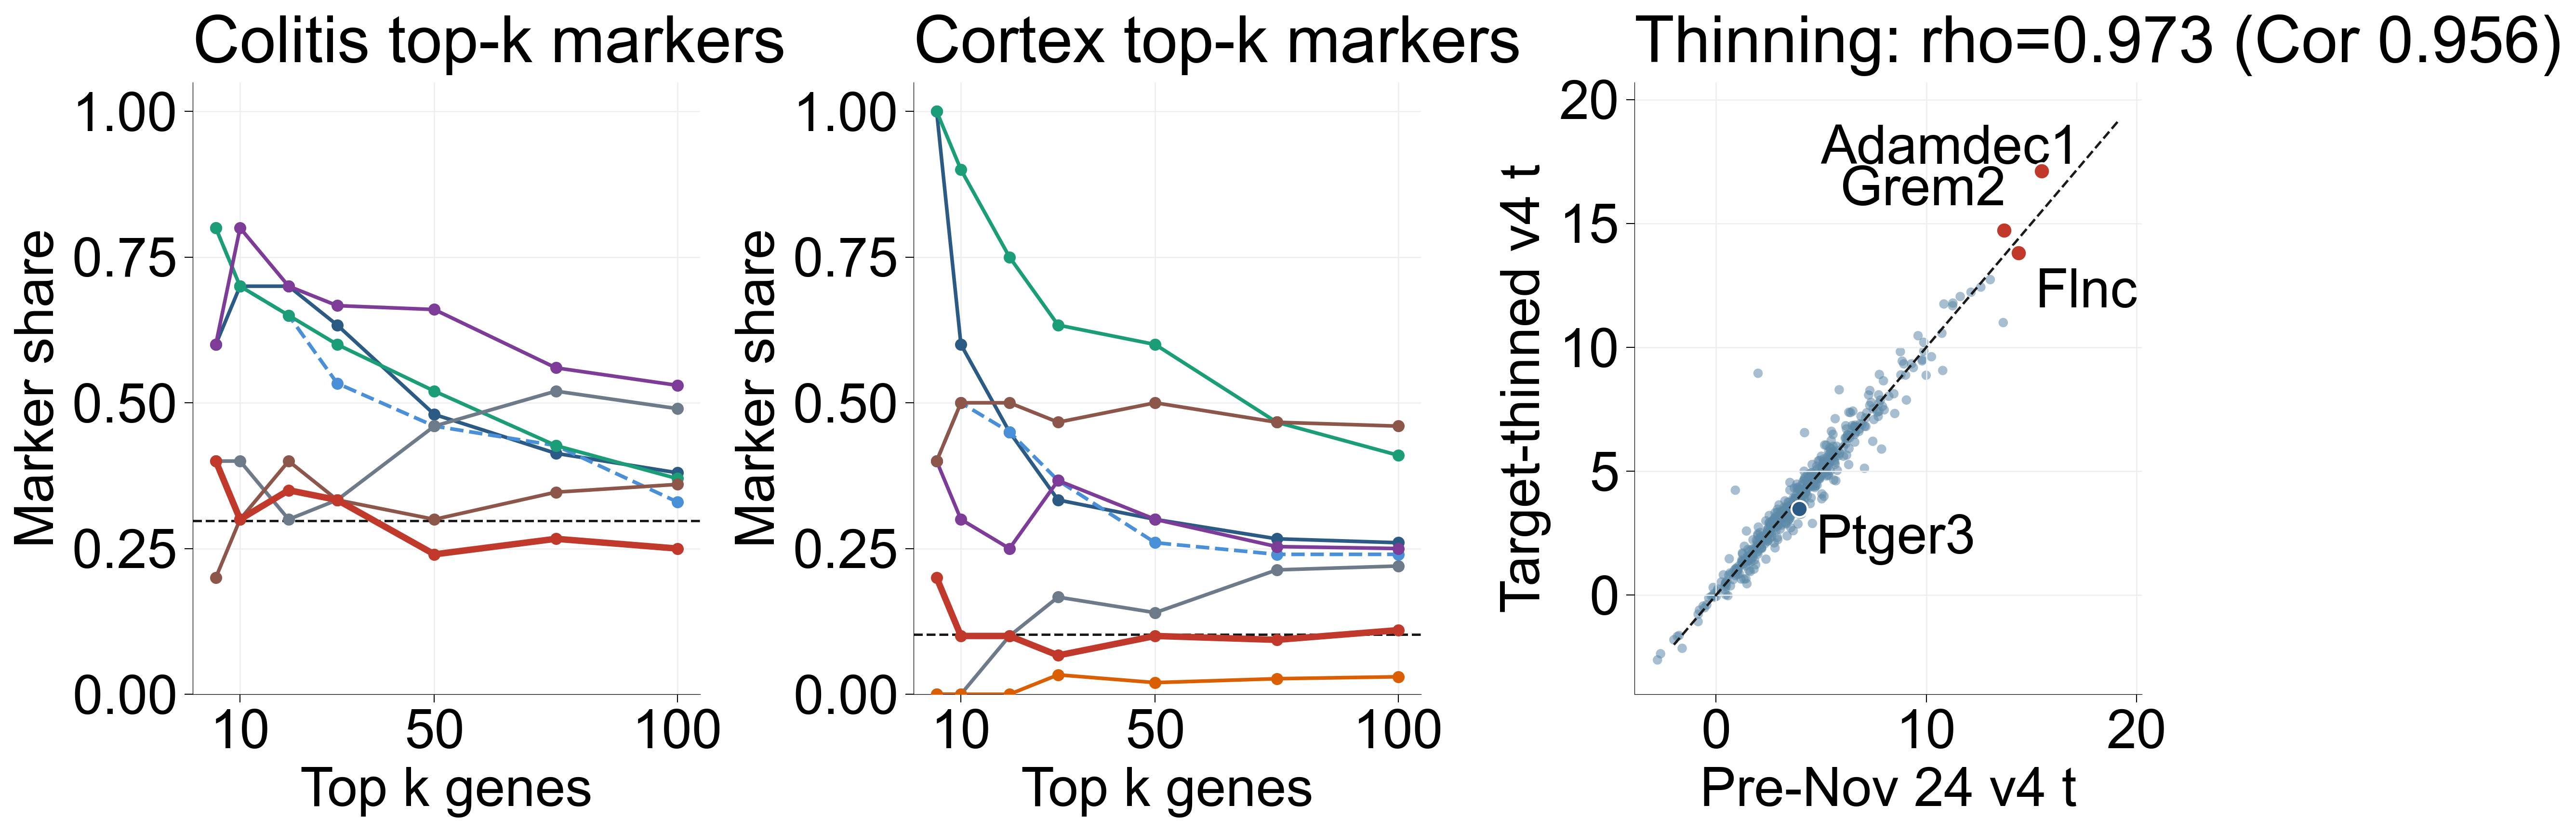 Colitis top-k markers
Marker share
1.00
0.75
0.50
0.25
0.00
10
50
100
Top k genes
Cortex top-k markers
Marker share
1.00
0.75
0.50
0.25
0.00
10
50
100
Top k genes
Thinning: rho=0.973 (Cor 0.956)
Target-thinned v4 t
20
15
10
5
0
Adamdec1
Grem2
Flnc
Ptger3
0
10
20
Pre-Nov 24 v4 t